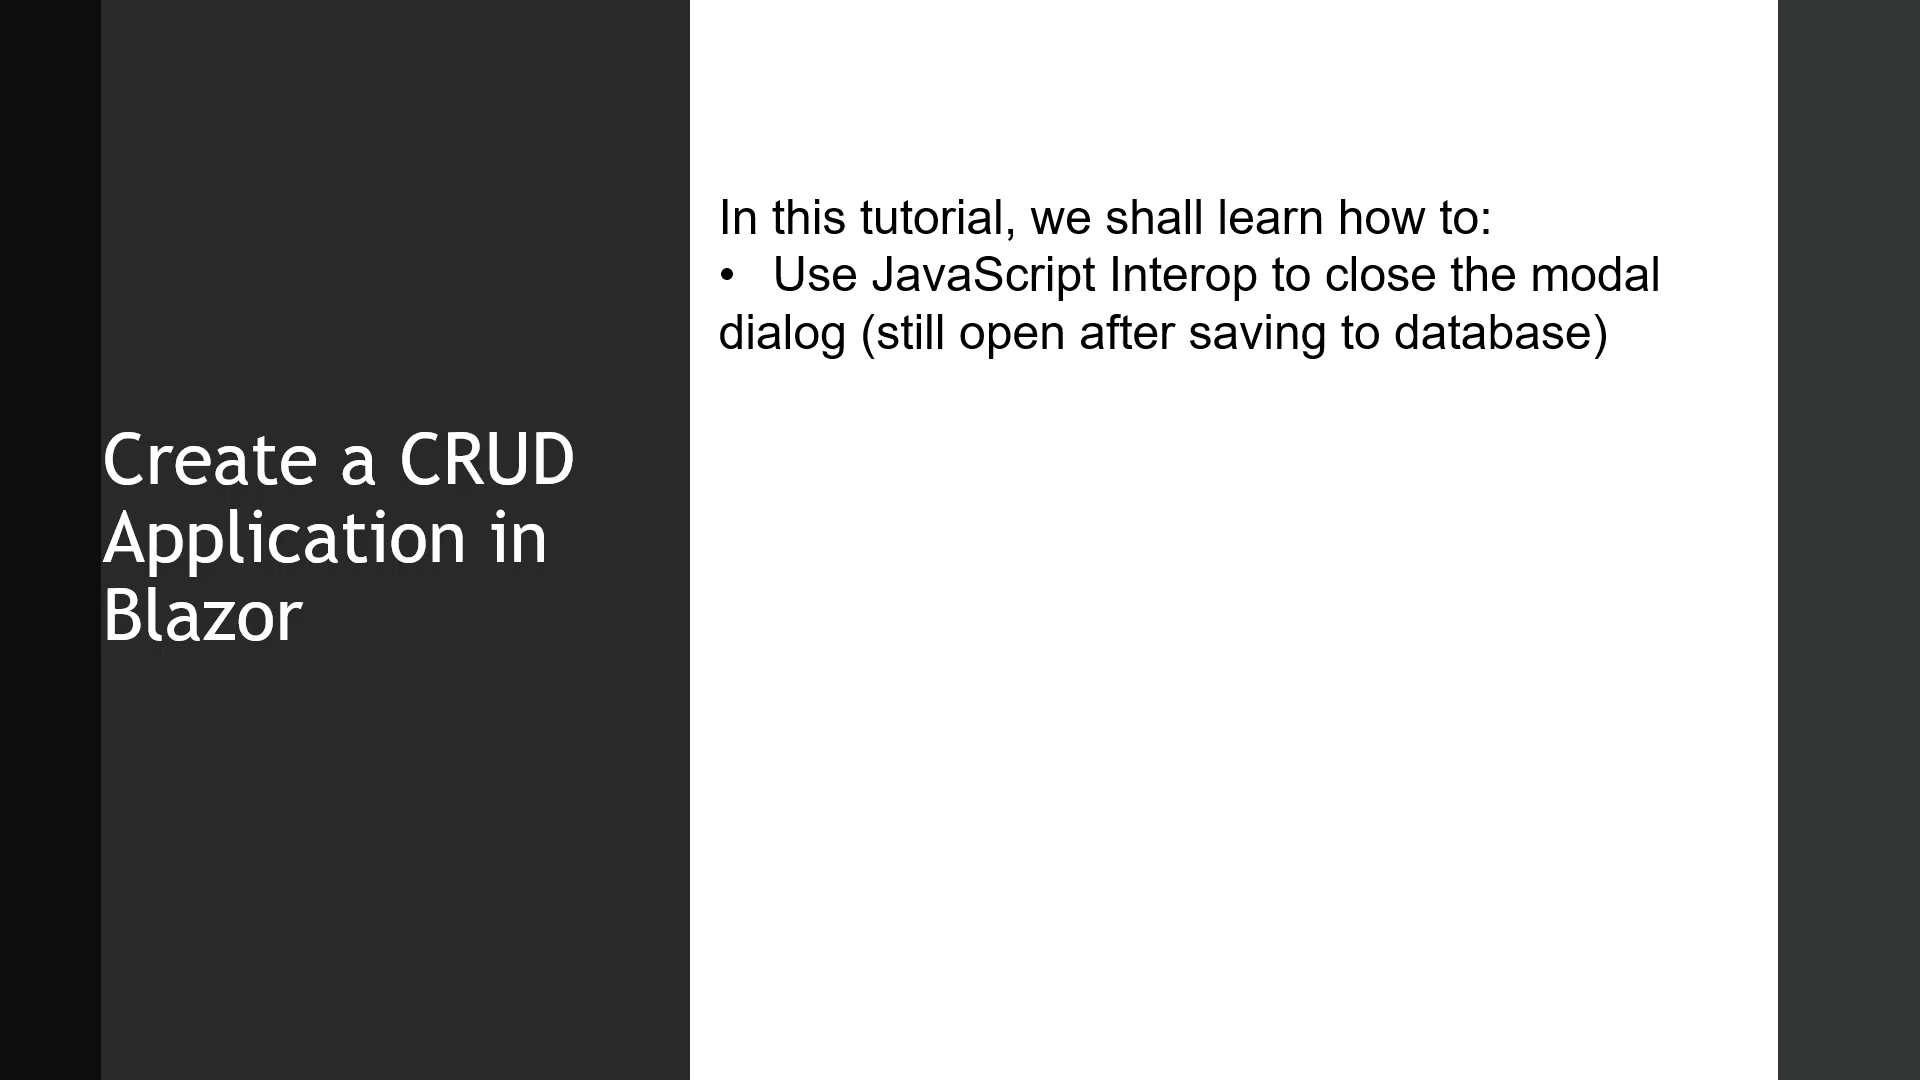 Create a CRUD
Application in
Blazor
In this tutorial, we shall learn how to:
• Use JavaScript Interop to close the modal
dialog (still open after saving to database)